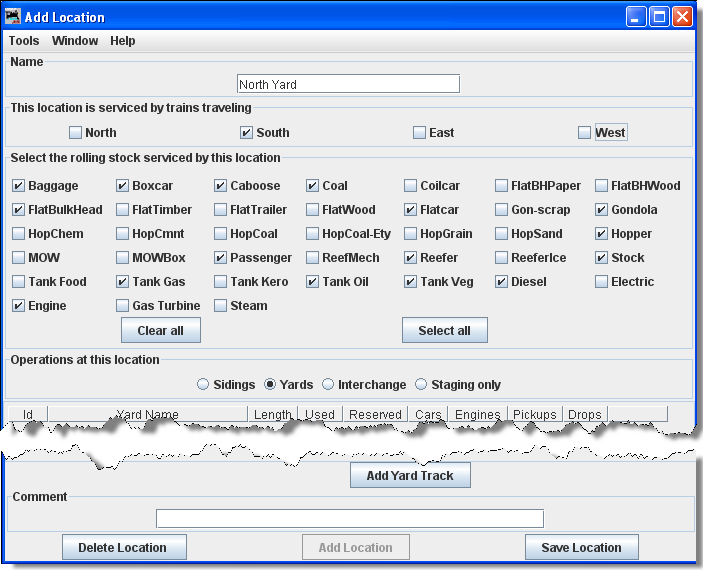 Add Location
Tools Window Help
Name
North Yard
This location is serviced by trains traveling
North South East West
Select the rolling stock serviced by this location
Baggage Boxcar Caboose Coal Coilcar FlatBHPaper FlatBHWood
FlatBulkHead FlatTimber FlatTrailer FlatWood Flatcar Gon-scrap Gondola
HopChem HopCmnt HopCoal HopCoal-Ety HopGrain HopSand Hopper
MOW MOWBox Passenger ReefMech Reefer ReeferIce Stock
Tank Food Tank Gas Tank Kero Tank Oil Tank Veg Diesel Electric
Engine Gas Turbine Steam
Clear all Select all
Operations at this location
Sidings Yards Interchange Staging only
Id Yard Name Length Used Reserved Cars Engines Pickups Drops
Add Yard Track
Comment
Delete Location Add Location Save Location